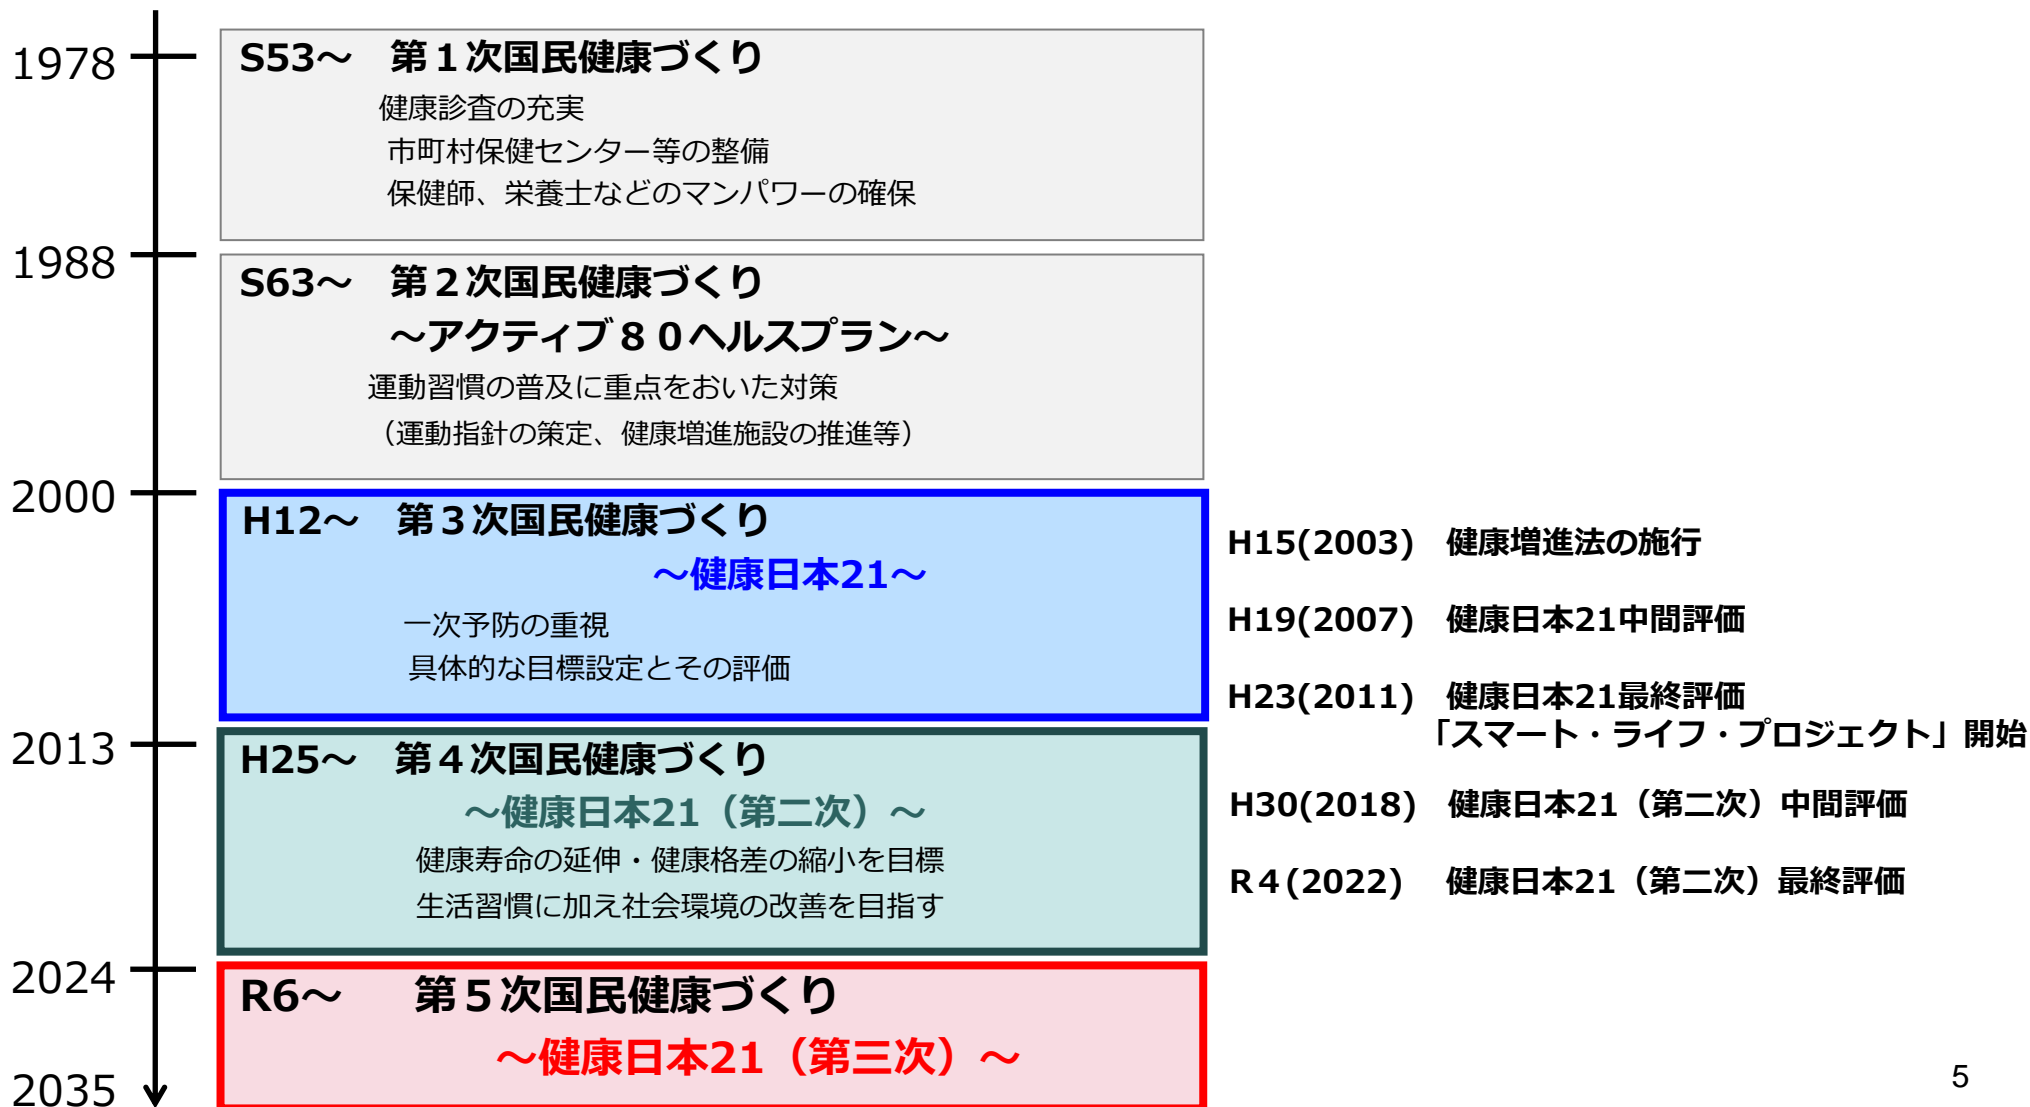 1978
S53～　第１次国民健康づくり
健康診査の充実
市町村保健センター等の整備
保健師、栄養士などのマンパワーの確保
1988
S63～　第２次国民健康づくり
～アクティブ８０ヘルスプラン～
運動習慣の普及に重点をおいた対策
（運動指針の策定、健康増進施設の推進等）
2000
H12～　第３次国民健康づくり
～健康日本21～
一次予防の重視
具体的な目標設定とその評価
H15(2003)　健康増進法の施行
H19(2007)　健康日本21中間評価
H23(2011)　健康日本21最終評価
「スマート・ライフ・プロジェクト」開始
2013
H25～　第４次国民健康づくり
～健康日本21（第二次）～
健康寿命の延伸・健康格差の縮小を目標
生活習慣に加え社会環境の改善を目指す
H30(2018)　健康日本21（第二次）中間評価
R４(2022)　健康日本21（第二次）最終評価
2024
R6～　第５次国民健康づくり
～健康日本21（第三次）～
2035
5